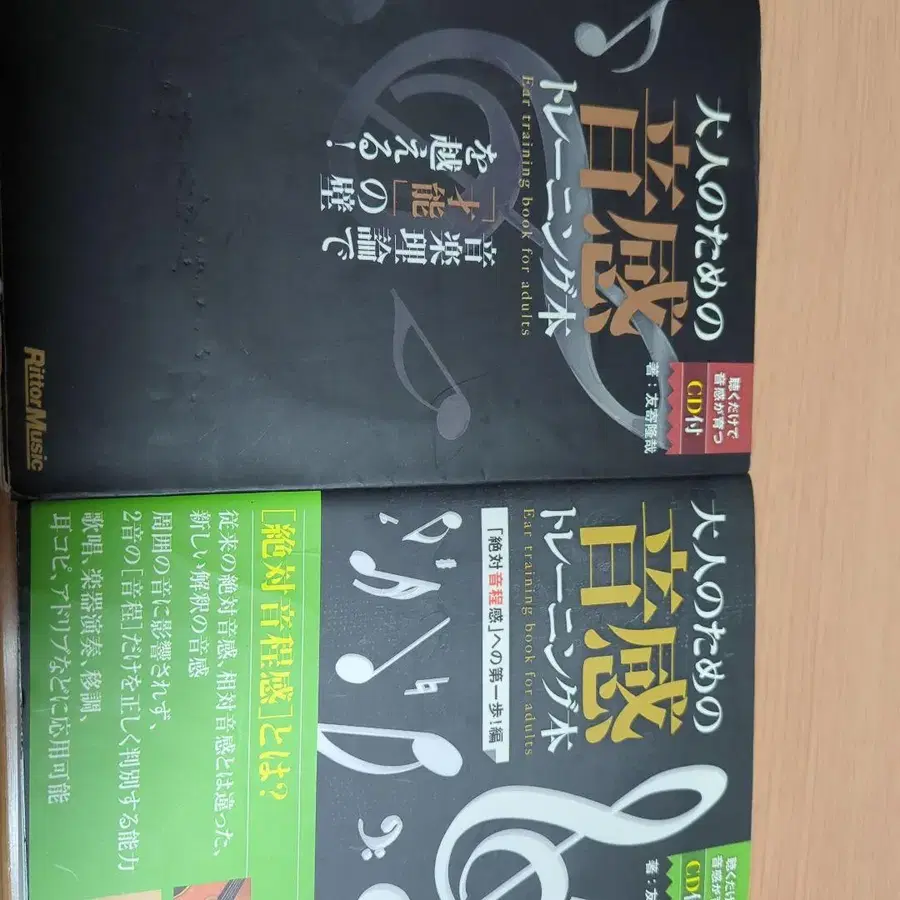 大人のための
音感
トレーニング本
Ear training book for adults
音楽理論で
「才能」の壁
を越える!
聴くだけで
音感が育つ
CD付
著:友寄隆哉
RittorMusic
大人のための
音感
トレーニング本
Ear training book for adults
「絶対音程感」への第一歩!編
聴くだけ
音感が
CD付
著:友
[絶対音程感]とは?
従来の絶対音感、相対音感とは違った、
新しい解釈の音感
周囲の音に影響されず、
2音の[音程]だけを正しく判別する能力
歌唱、楽器演奏、移調、
耳コピ、アドリブなどに応用可能